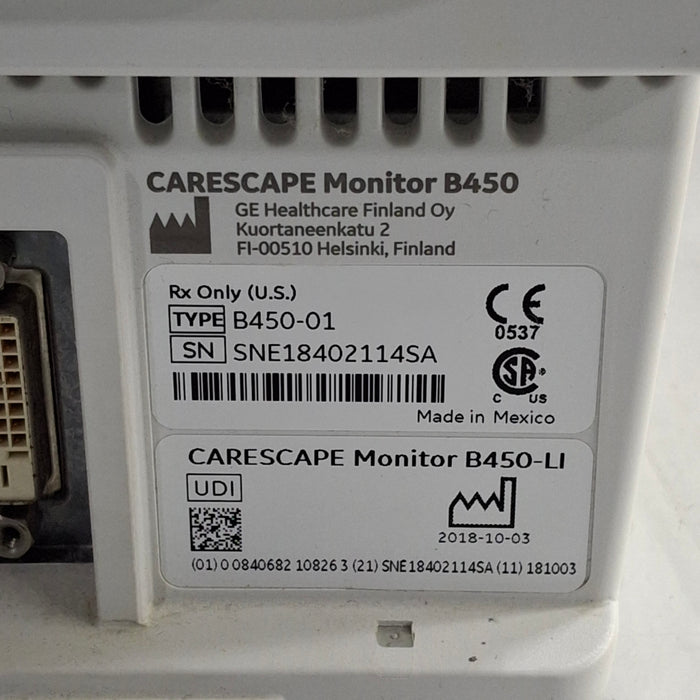 CARESCAPE Monitor B450
GE Healthcare Finland Oy
Kuortaneenkatu 2
FI-00510 Helsinki, Finland
Rx Only (U.S.)
TYPE B450-01
SN SNE18402114SA
CE
0537
SA
C US
Made in Mexico
CARESCAPE Monitor B450-LI
UDI
2018-10-03
(01) 0 0840682 10826 3 (21) SNE18402114SA (11) 181003